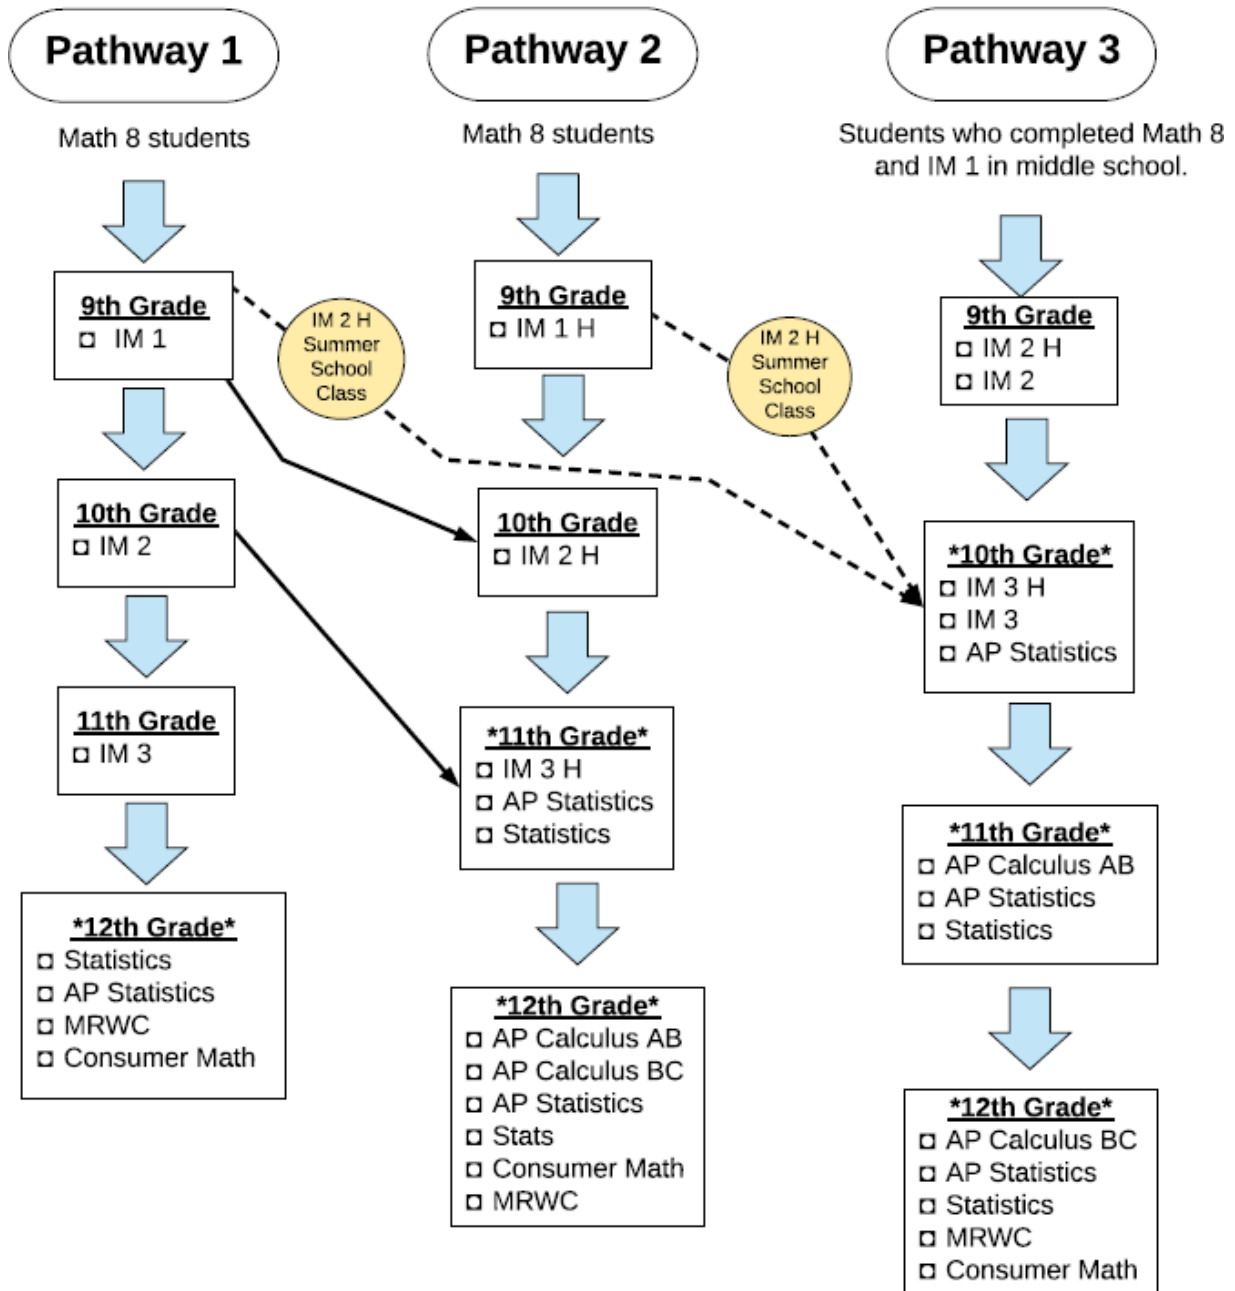 Pathway 1
Math 8 students
9th Grade
IM 1
10th Grade
IM 2
11th Grade
IM 3
*12th Grade*
Statistics
AP Statistics
MRWC
Consumer Math
IM 2 H
Summer
School
Class
Pathway 2
Math 8 students
9th Grade
IM 1 H
10th Grade
IM 2 H
*11th Grade*
IM 3 H
AP Statistics
Statistics
*12th Grade*
AP Calculus AB
AP Calculus BC
AP Statistics
Stats
Consumer Math
MRWC
IM 2 H
Summer
School
Class
Pathway 3
Students who completed Math 8
and IM 1 in middle school.
9th Grade
IM 2 H
IM 2
*10th Grade*
IM 3 H
IM 3
AP Statistics
*11th Grade*
AP Calculus AB
AP Statistics
Statistics
*12th Grade*
AP Calculus BC
AP Statistics
Statistics
MRWC
Consumer Math